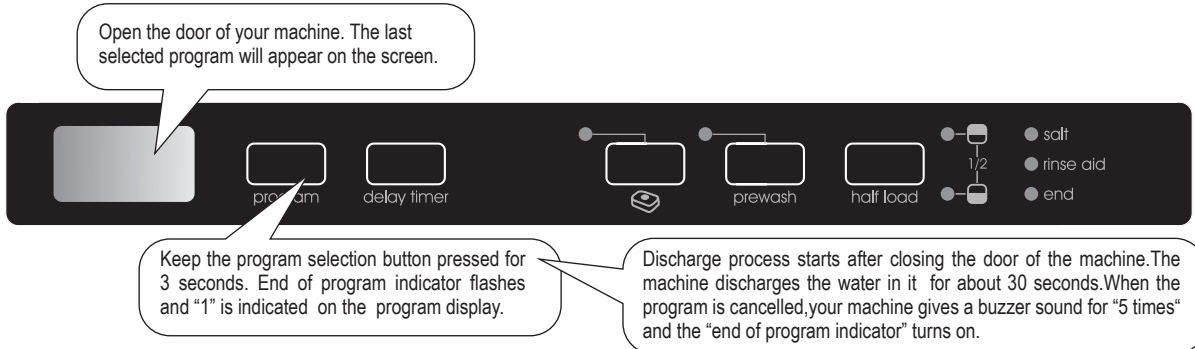 Open the door of your machine. The last
selected program will appear on the screen.
program
delay timer
prewash
half load
1/2
salt
rinse aid
end
Keep the program selection button pressed for
3 seconds. End of program indicator flashes
and “1” is indicated on the program display.
Discharge process starts after closing the door of the machine.The
machine discharges the water in it for about 30 seconds.When the
program is cancelled,your machine gives a buzzer sound for “5 times“
and the “end of program indicator” turns on.